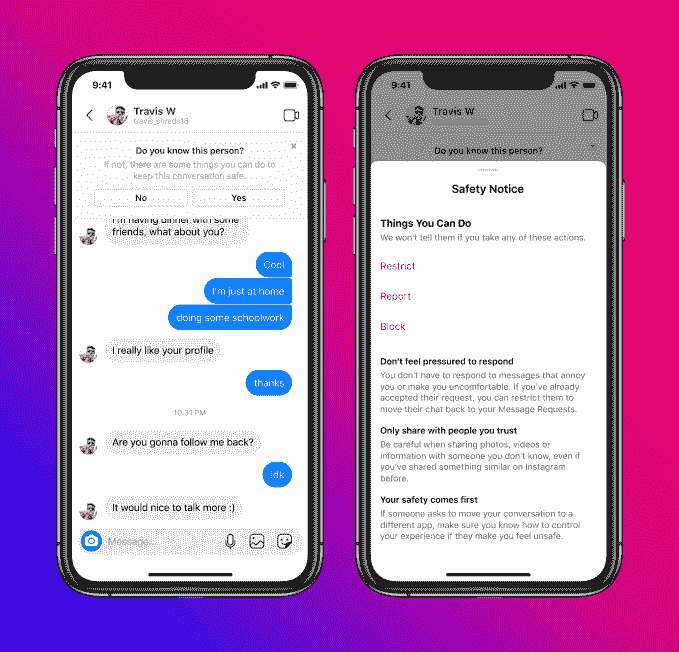 9:41
Travis W
travis_shreds18
Do you know this person?
If not, there are some things you can do to
keep this conversation safe.
No
Yes
I'm having dinner with some
friends, what about you?
Cool
I'm just at home
doing some schoolwork
I really like your profile
thanks
10:31 PM
Are you gonna follow me back?
Idk
It would nice to talk more :)
Message...
9:41
Travis W
Do you know this person?
Safety Notice
Things You Can Do
We won't tell them if you take any of these actions.
Restrict
Report
Block
Don't feel pressured to respond
You don't have to respond to messages that annoy
you or make you uncomfortable. If you've already
accepted their request, you can restrict them to
move their chat back to your Message Requests.
Only share with people you trust
Be careful when sharing photos, videos or
information with someone you don't know, even if
you've shared something similar on Instagram
before.
Your safety comes first
If someone asks to move your conversation to a
different app, make sure you know how to control
your experience if they make you feel unsafe.